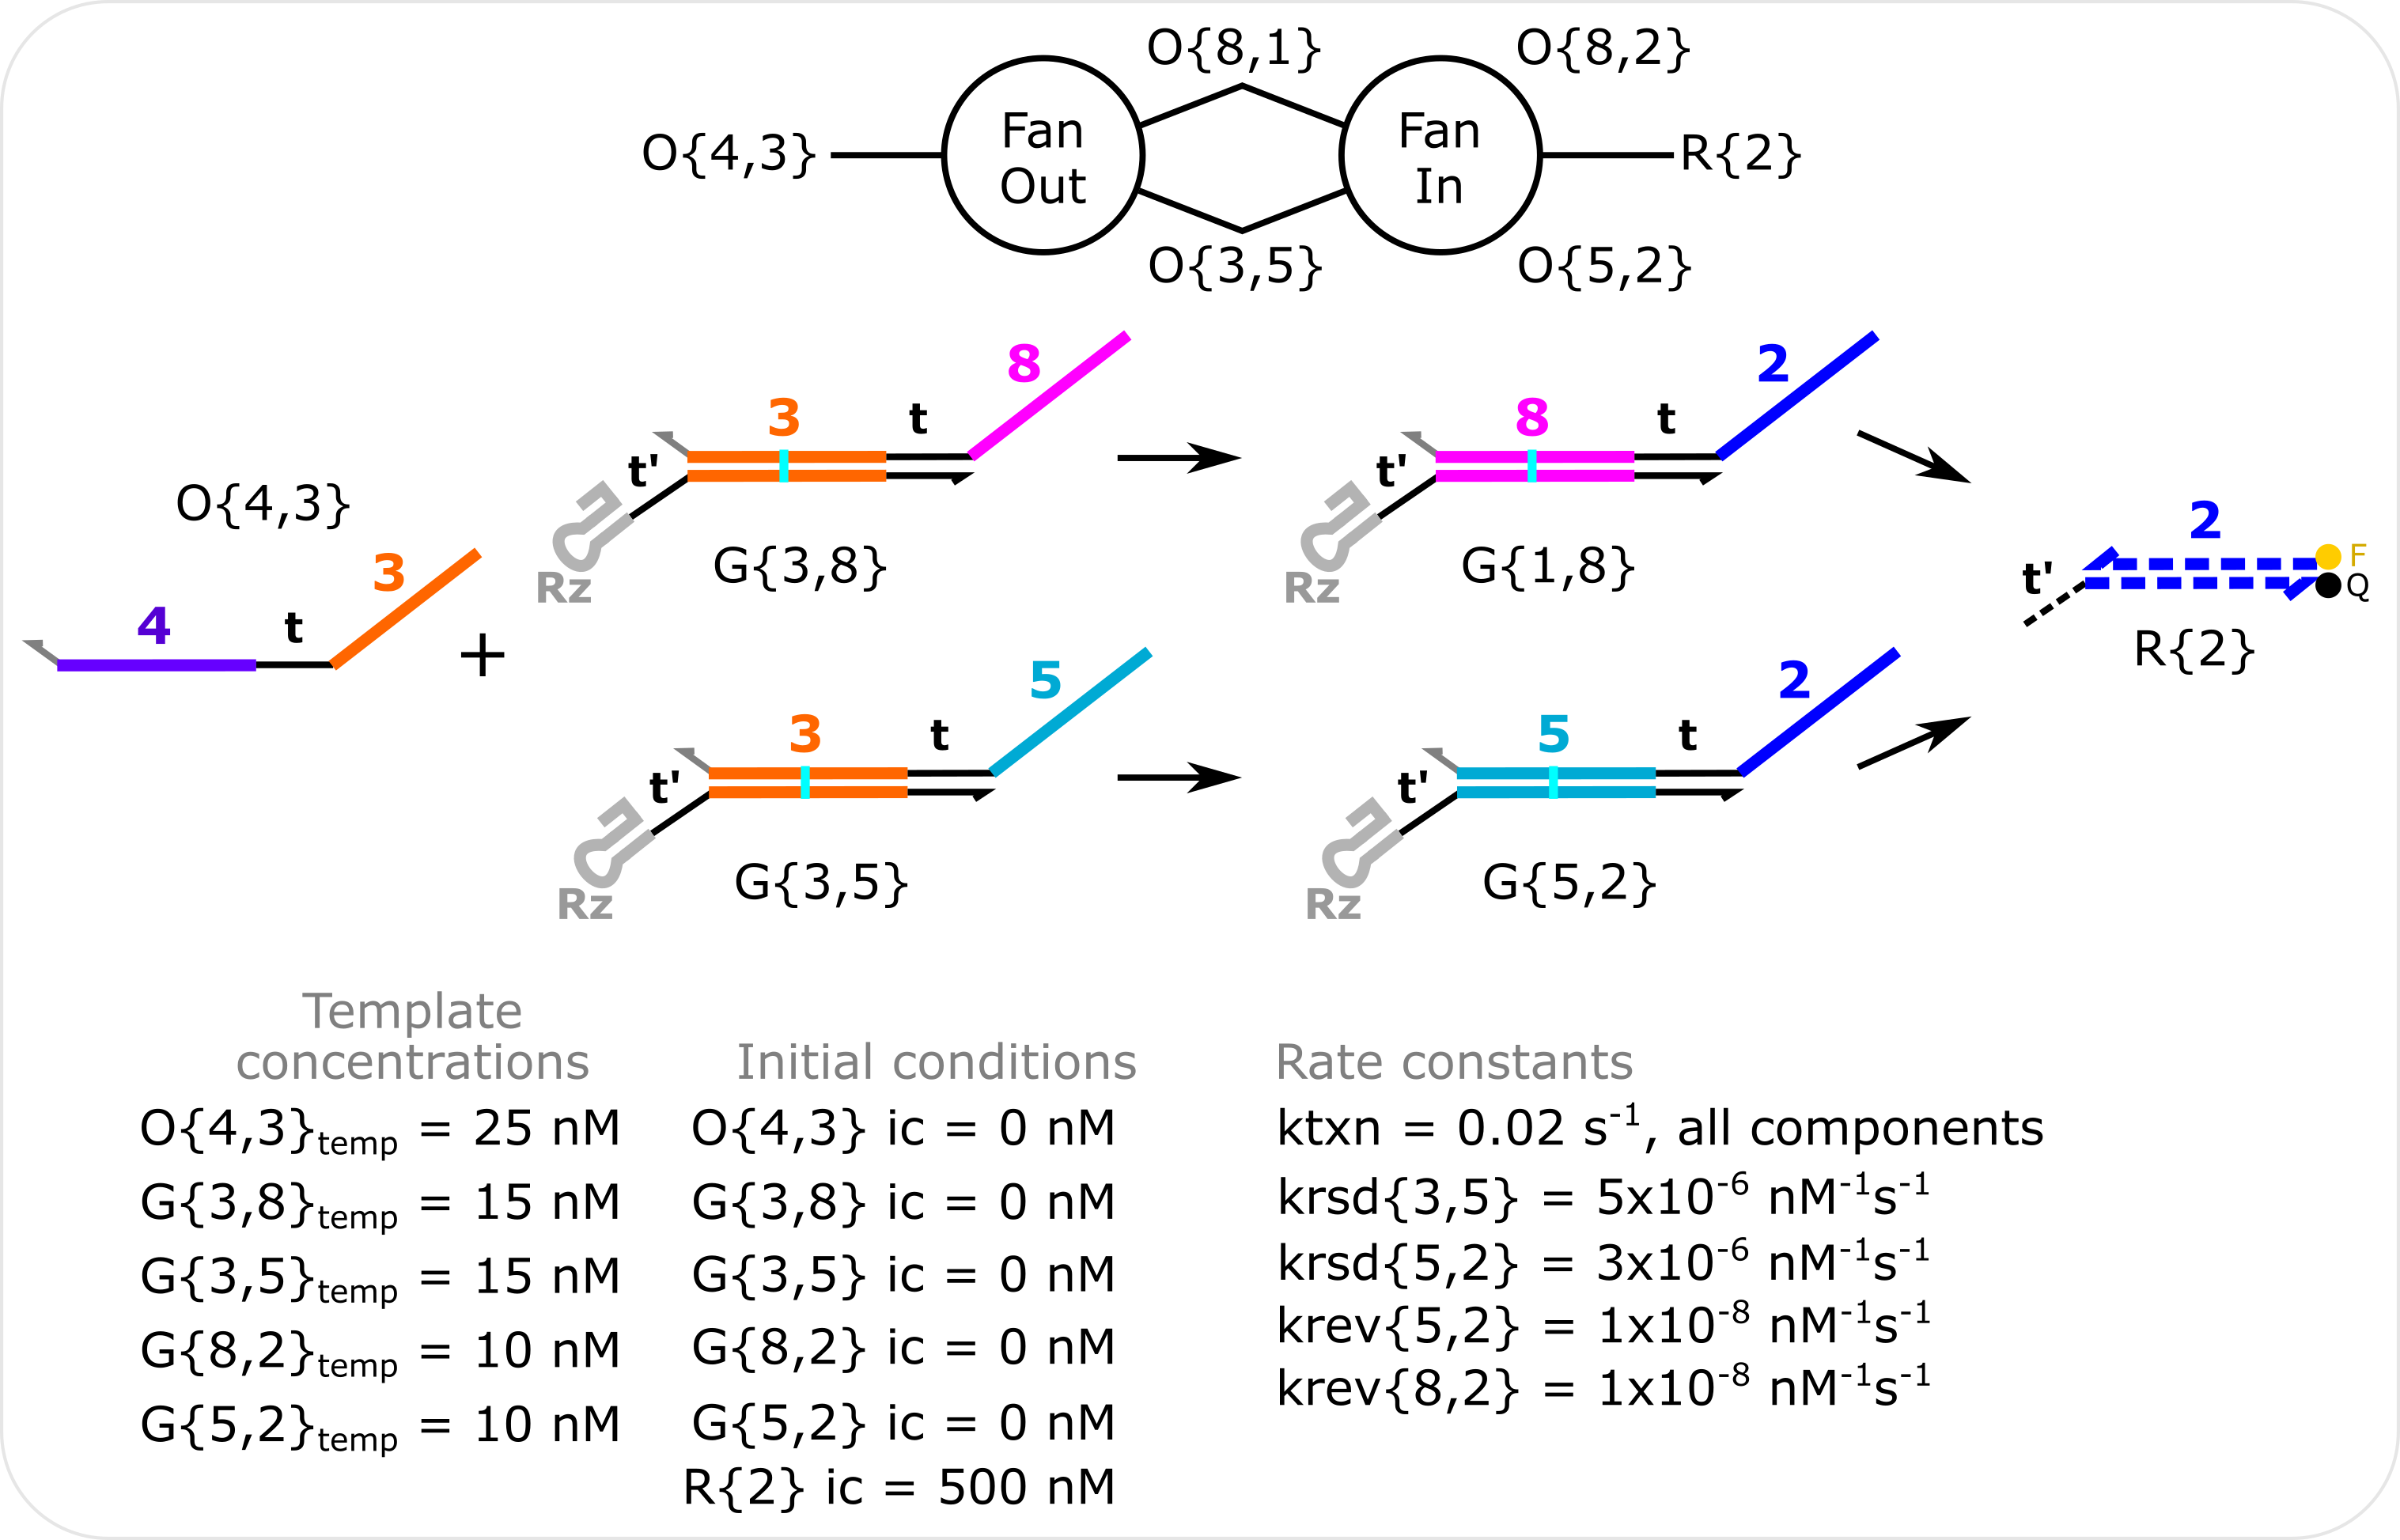 O{8,1}
O{8,2}
O{4,3}
Fan
Out
Fan
In
R{2}
O{3,5}
O{5,2}
8
2
3
t
8
t
t'
t'
O{4,3}
2
F
t'
Q
3
Rz
G{3,8}
Rz
G{1,8}
4
t
+
R{2}
5
2
3
t
5
t
t'
t'
Rz
G{3,5}
Rz
G{5,2}
Template
concentrations
O{4,3}temp = 25 nM
G{3,8}temp = 15 nM
G{3,5}temp = 15 nM
G{8,2}temp = 10 nM
G{5,2}temp = 10 nM
Initial conditions
O{4,3} ic = 0 nM
G{3,8} ic = 0 nM
G{3,5} ic = 0 nM
G{8,2} ic = 0 nM
G{5,2} ic = 0 nM
R{2} ic = 500 nM
Rate constants
ktxn = 0.02 s⁻¹, all components
krsd{3,5} = 5x10⁻⁶ nM⁻¹s⁻¹
krsd{5,2} = 3x10⁻⁶ nM⁻¹s⁻¹
krev{5,2} = 1x10⁻⁸ nM⁻¹s⁻¹
krev{8,2} = 1x10⁻⁸ nM⁻¹s⁻¹